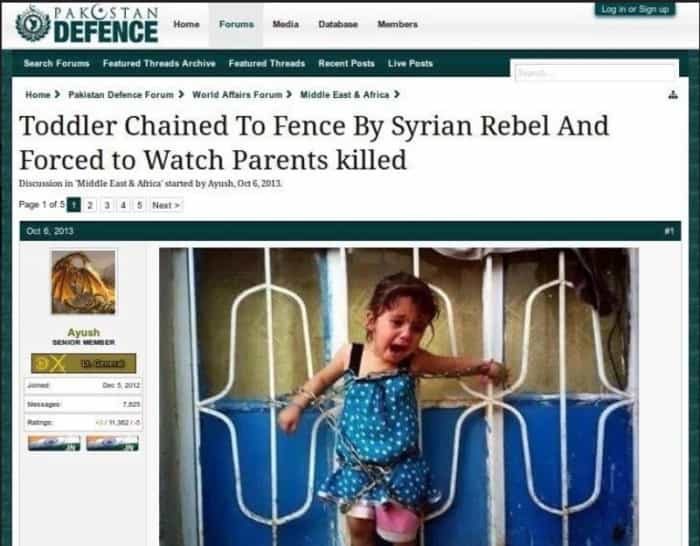 PAKISTAN
DEFENCE
Home
Forums
Media
Database
Members
Log in or Sign up
Search Forums
Featured Threads Archive
Featured Threads
Recent Posts
Live Posts
Search...
Home
Pakistan Defence Forum
World Affairs Forum
Middle East & Africa
Toddler Chained To Fence By Syrian Rebel And
Forced to Watch Parents killed
Discussion in 'Middle East & Africa' started by Ayush, Oct 6, 2013.
Page 1 of 5 1 2 3 4 5 Next >
Oct 6, 2013
#1
Ayush
SENIOR MEMBER
Lt. General
Joined: Dec 5, 2012
Messages: 7,825
Ratings: